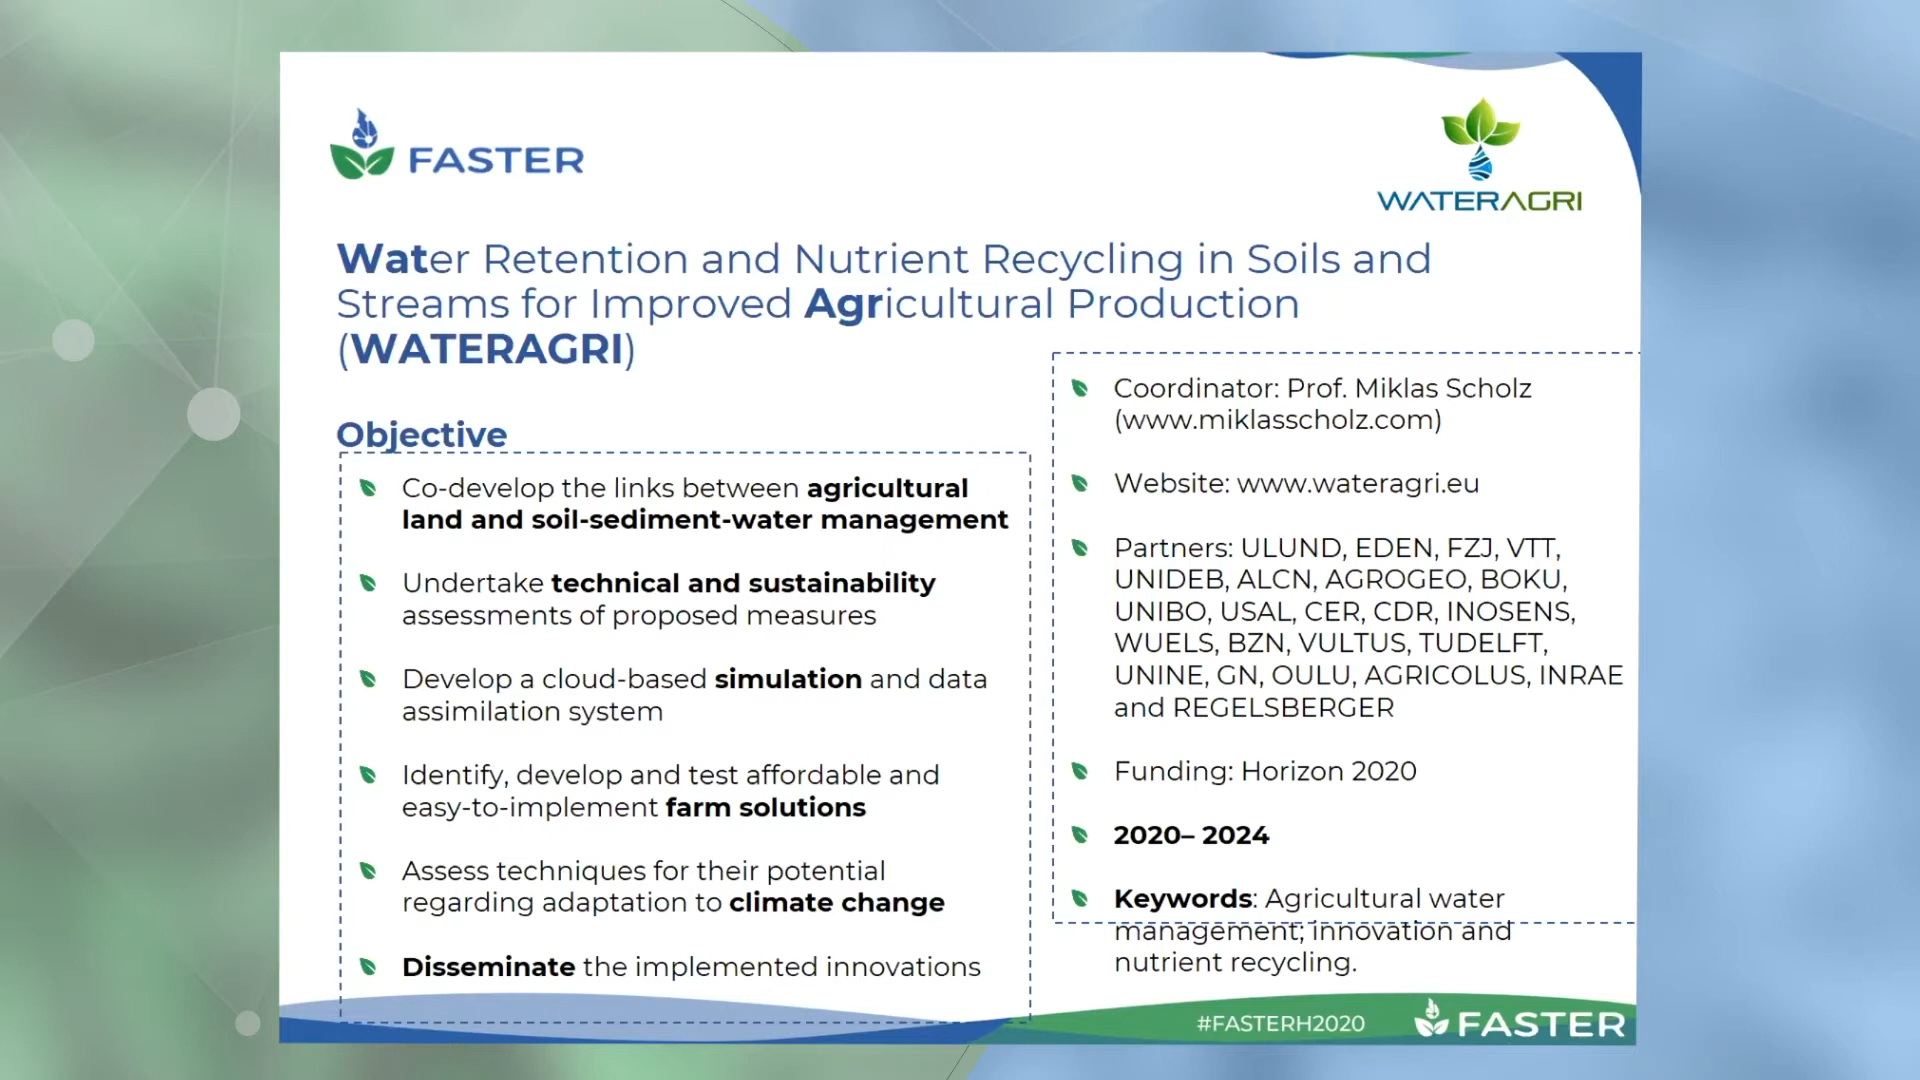 FASTER
WATERAGRI
Water Retention and Nutrient Recycling in Soils and
Streams for Improved Agricultural Production
(WATERAGRI)
Objective
Co-develop the links between agricultural
land and soil-sediment-water management
Undertake technical and sustainability
assessments of proposed measures
Develop a cloud-based simulation and data
assimilation system
Identify, develop and test affordable and
easy-to-implement farm solutions
Assess techniques for their potential
regarding adaptation to climate change
Disseminate the implemented innovations
Coordinator: Prof. Miklas Scholz
(www.miklasscholz.com)
Website: www.wateragri.eu
Partners: ULUND, EDEN, FZJ, VTT,
UNIDEB, ALCN, AGROGEO, BOKU,
UNIBO, USAL, CER, CDR, INOSENS,
WUELS, BZN, VULTUS, TUDELFT,
UNINE, GN, OULU, AGRICOLUS, INRAE
and REGELSBERGER
Funding: Horizon 2020
2020– 2024
Keywords: Agricultural water
management; innovation and
nutrient recycling.
#FASTERH2020
FASTER